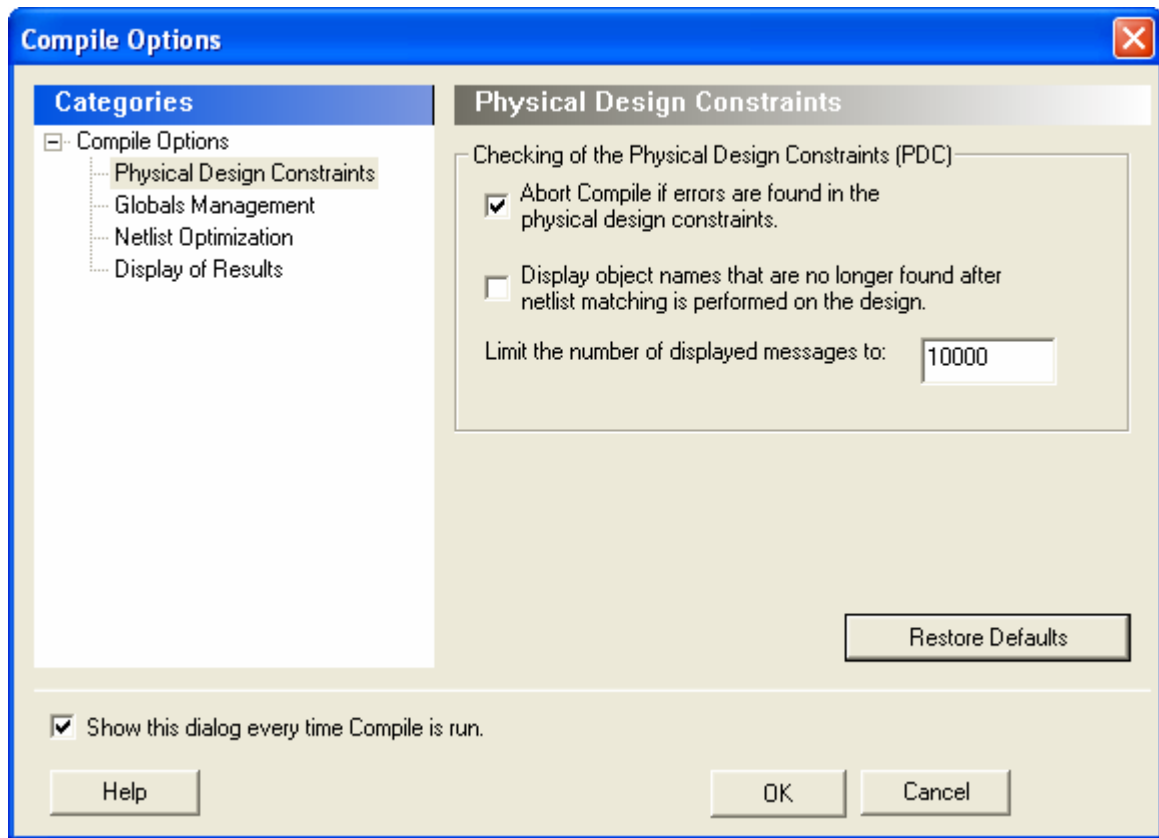 Compile Options
Categories
Compile Options
Physical Design Constraints
Globals Management
Netlist Optimization
Display of Results
Physical Design Constraints
Checking of the Physical Design Constraints (PDC)
Abort Compile if errors are found in the
physical design constraints.
Display object names that are no longer found after
netlist matching is performed on the design.
Limit the number of displayed messages to:
10000
Restore Defaults
Show this dialog every time Compile is run.
Help
OK
Cancel